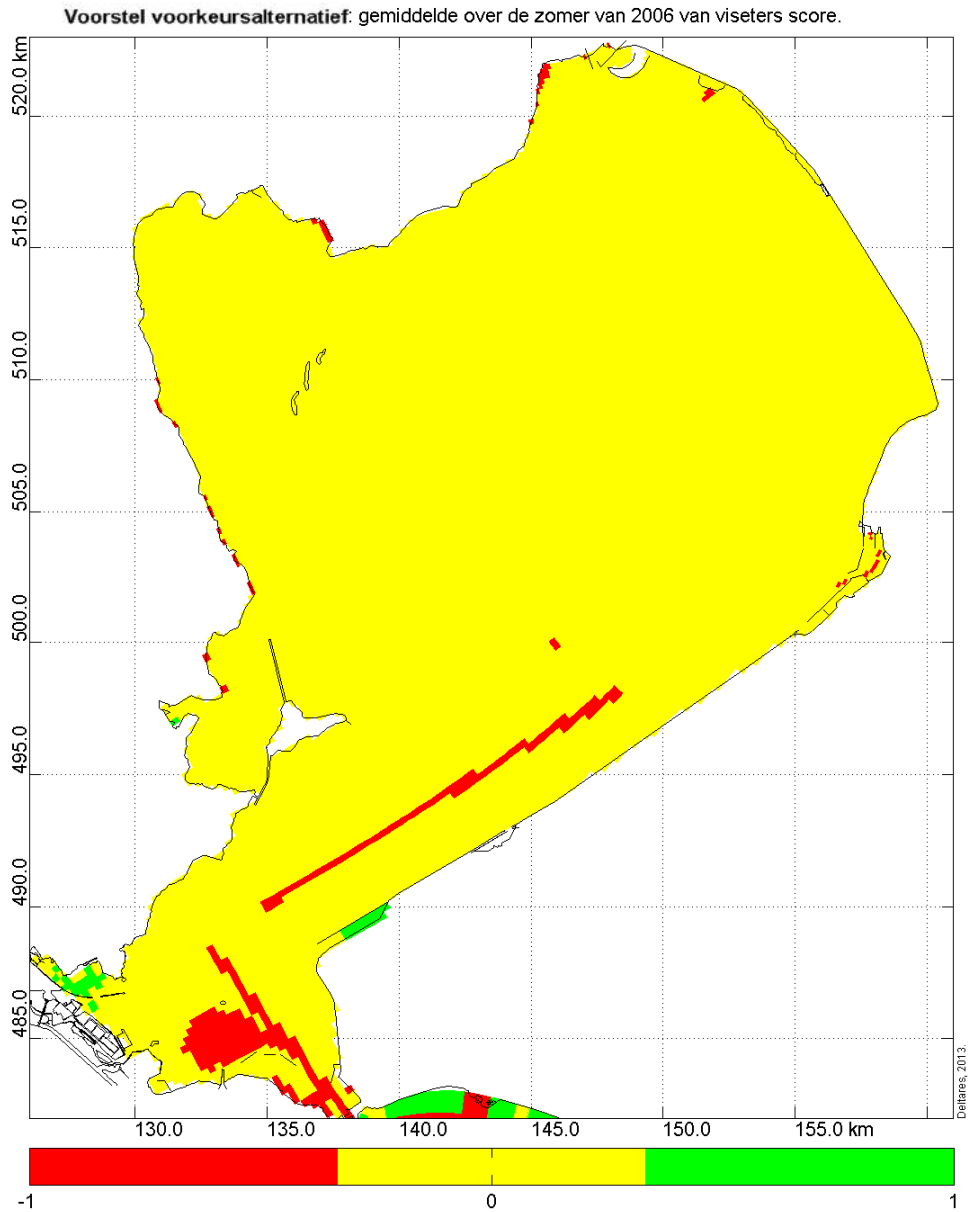 Voorstel voorkeursalternatief: gemiddelde over de zomer van 2006 van viseters score.
520.0 km
515.0
510.0
505.0
500.0
495.0
490.0
485.0
130.0 135.0 140.0 145.0 150.0 155.0 km
Deltares, 2013.
-1 0 1